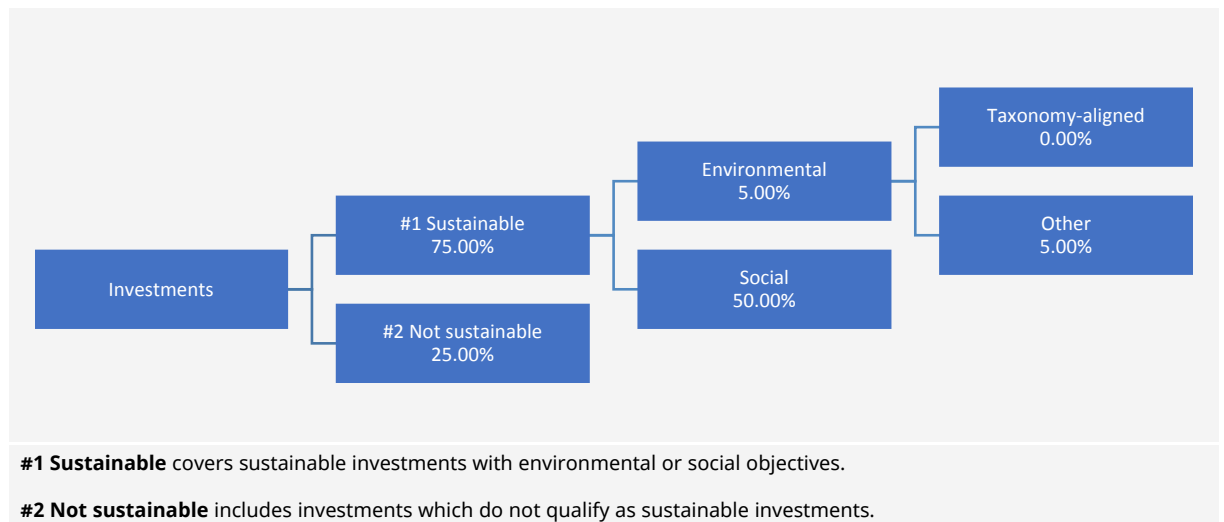 Investments
#1 Sustainable
75.00%
#2 Not sustainable
25.00%
Environmental
5.00%
Social
50.00%
Taxonomy-aligned
0.00%
Other
5.00%
#1 Sustainable covers sustainable investments with environmental or social objectives.
#2 Not sustainable includes investments which do not qualify as sustainable investments.